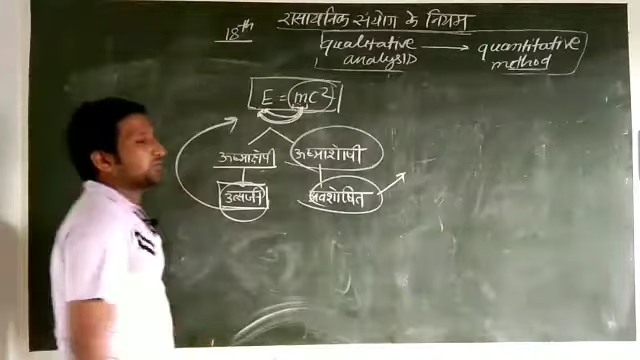 18th रासायनिक संयोग के नियम
qualitative → quantitative
analysis method
E = mc2
ऊष्माक्षेपी ऊष्माशोषी
उत्सर्जी अवशोषित